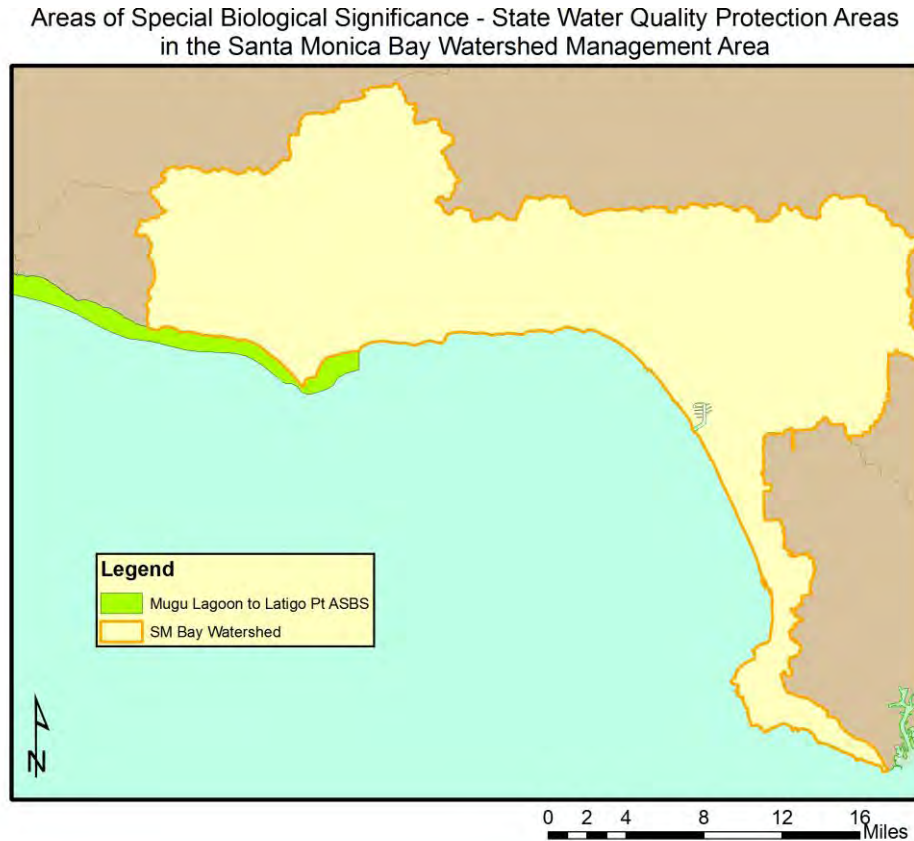 Areas of Special Biological Significance - State Water Quality Protection Areas
in the Santa Monica Bay Watershed Management Area
Legend
Mugu Lagoon to Latigo Pt ASBS
SM Bay Watershed
N
0 2 4 8 12 16
Miles